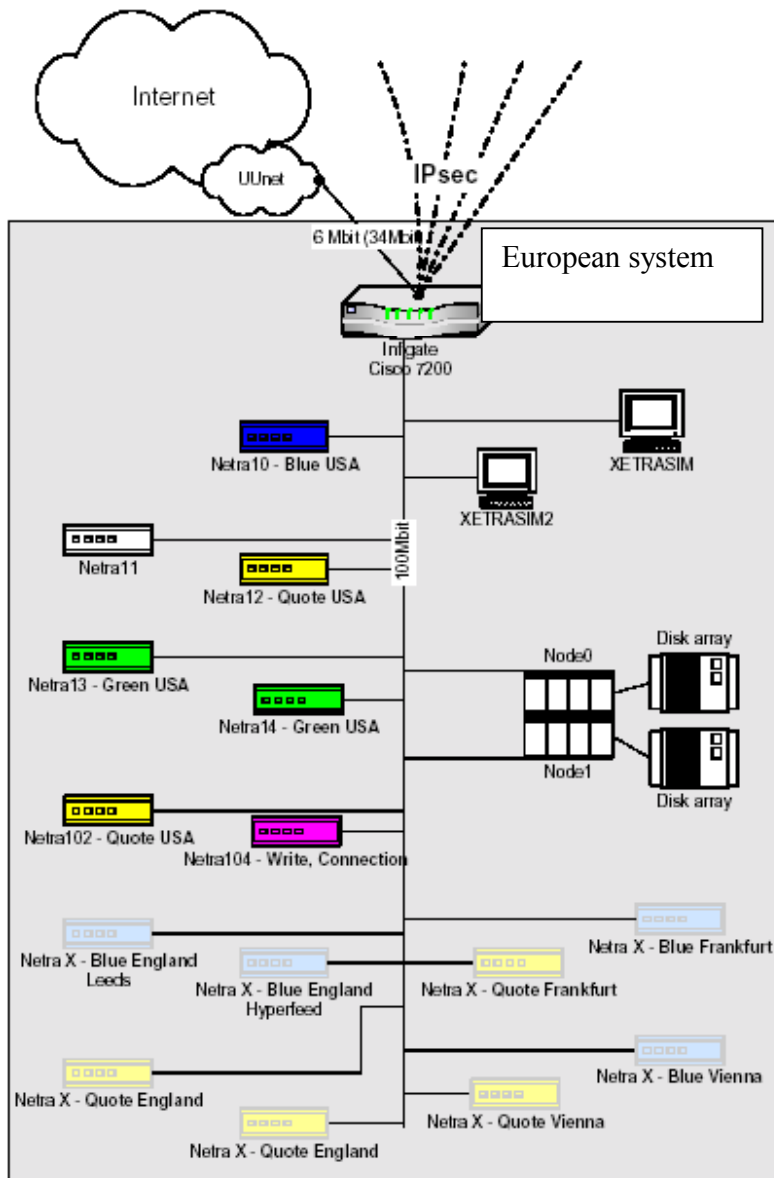 Internet
UUnet
IPsec
6 Mbit (34Mbit
European system
Infigate
Cisco 7200
Netra10 - Blue USA
XETRASIM
XETRASIM2
100Mbit
Netra11
Netra12 - Quote USA
Netra13 - Green USA
Node0
Disk array
Netra14 - Green USA
Node1
Disk array
Netra102 - Quote USA
Netra104 - Write, Connection
Netra X - Blue England
Leeds
Netra X - Blue England
Hyperfeed
Netra X - Blue Frankfurt
Netra X - Quote Frankfurt
Netra X - Quote England
Netra X - Blue Vienna
Netra X - Quote England
Netra X - Quote Vienna